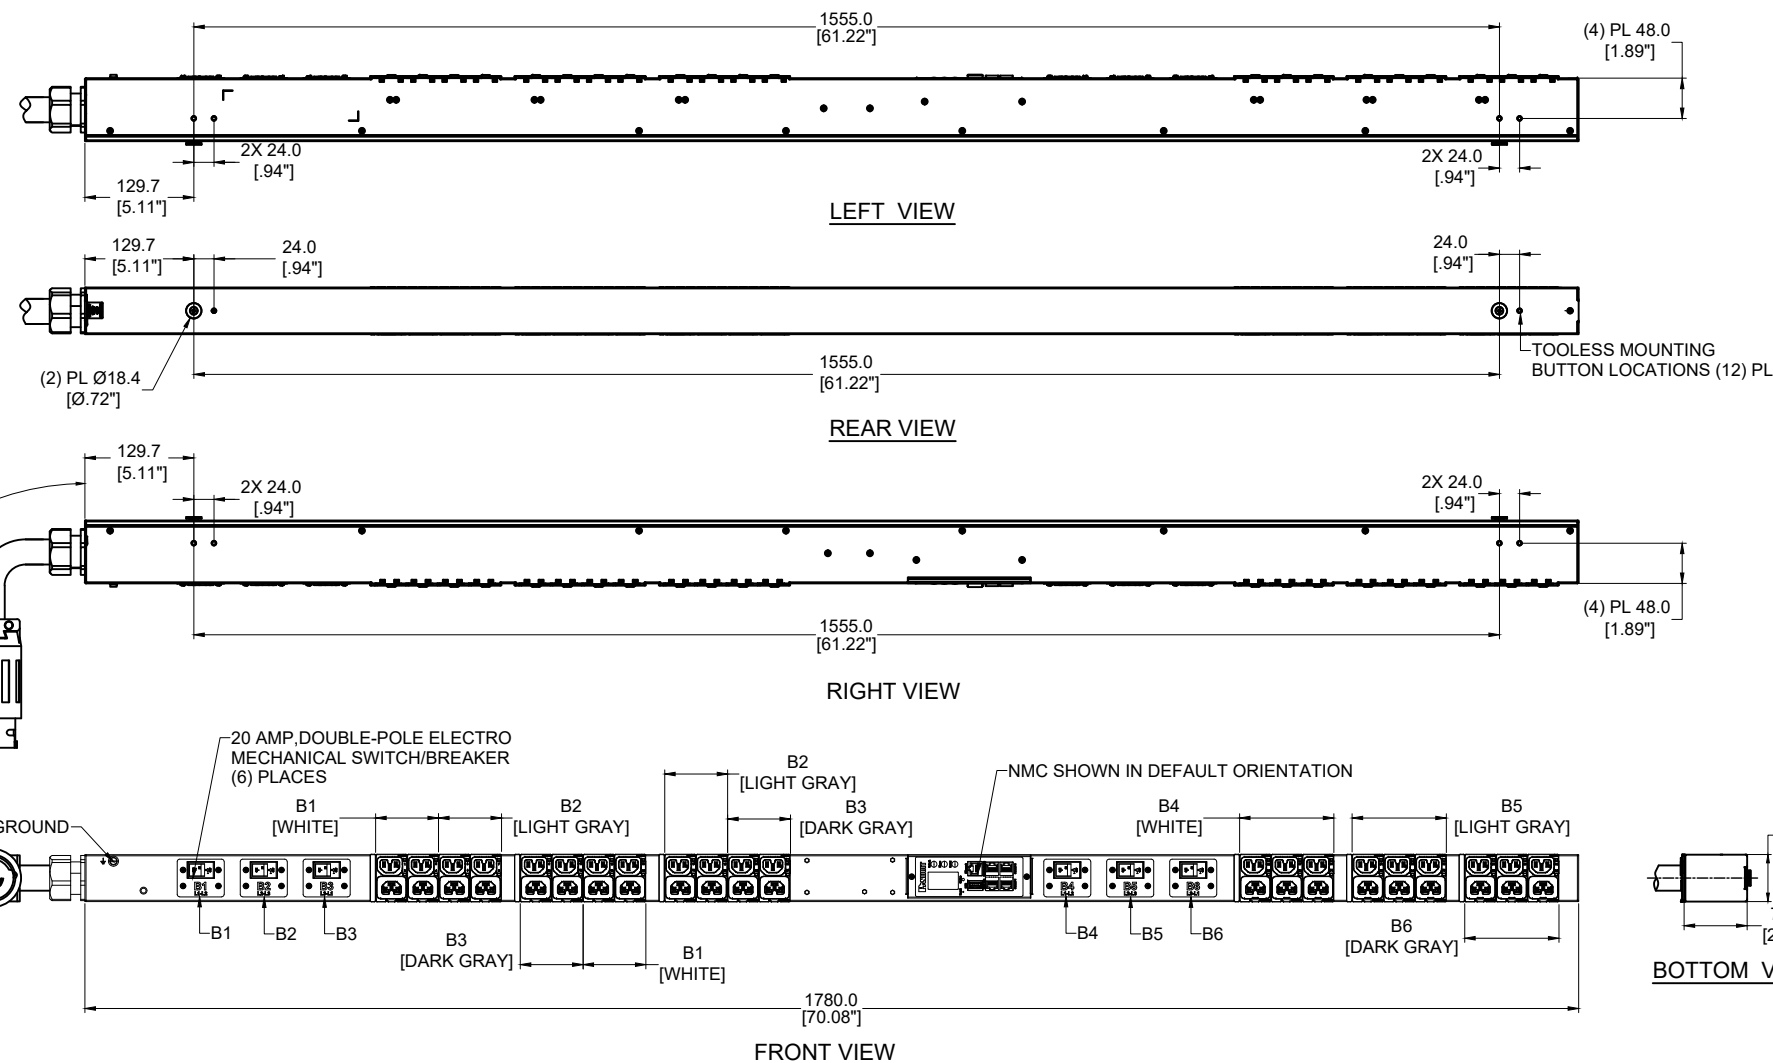 1555.0
[61.22"]
(4) PL 48.0
[1.89"]
2X 24.0
[.94"]
2X 24.0
[.94"]
129.7
[5.11"]
LEFT VIEW
129.7
[5.11"]
24.0
[.94"]
24.0
[.94"]
(2) PL Ø18.4
[Ø.72"]
1555.0
[61.22"]
TOOLESS MOUNTING
BUTTON LOCATIONS (12) PL
REAR VIEW
129.7
[5.11"]
2X 24.0
[.94"]
2X 24.0
[.94"]
1555.0
[61.22"]
(4) PL 48.0
[1.89"]
RIGHT VIEW
20 AMP,DOUBLE-POLE ELECTRO
MECHANICAL SWITCH/BREAKER
(6) PLACES
B2
[LIGHT GRAY]
NMC SHOWN IN DEFAULT ORIENTATION
B1
[WHITE]
B2
[LIGHT GRAY]
B3
[DARK GRAY]
B4
[WHITE]
B5
[LIGHT GRAY]
GROUND
B1
B2
B3
B4
B5
B6
B1
B2
B3
B4
B5
B6
B3
[DARK GRAY]
B1
[WHITE]
B6
[DARK GRAY]
[2
BOTTOM V
1780.0
[70.08"]
FRONT VIEW